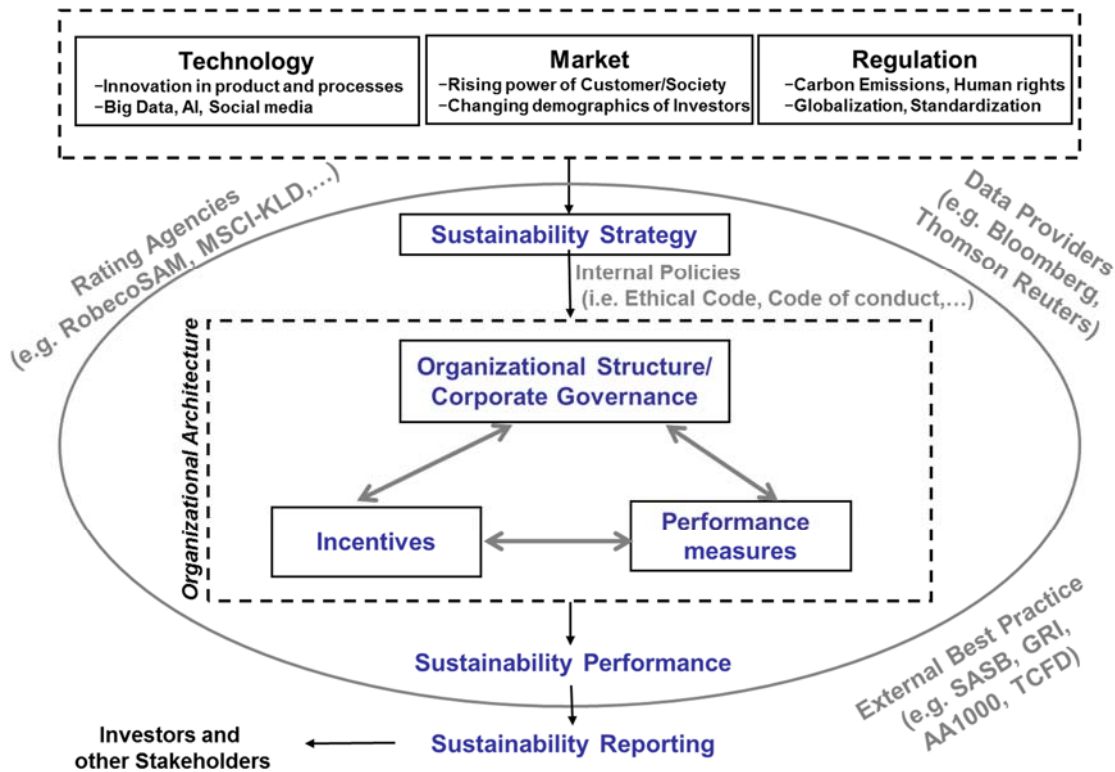 Technology
−Innovation in product and processes
−Big Data, AI, Social media
Market
−Rising power of Customer/Society
−Changing demographics of Investors
Regulation
−Carbon Emissions, Human rights
−Globalization, Standardization
Rating Agencies
(e.g. RobecoSAM, MSCI-KLD,…)
Data Providers
(e.g. Bloomberg,
Thomson Reuters)
Sustainability Strategy
Internal Policies
(i.e. Ethical Code, Code of conduct,…)
Organizational Architecture
Organizational Structure/
Corporate Governance
Incentives
Performance
measures
Sustainability Performance
External Best Practice
(e.g. SASB, GRI,
AA1000, TCFD)
Investors and
other Stakeholders
Sustainability Reporting